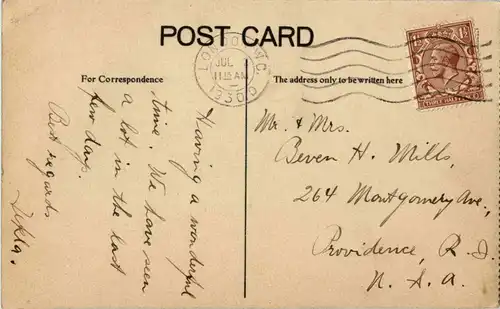 POST CARD
LONDON. W.C.
JUL
11.15 AM
1930
For Correspondence
The address only to be written here
Having a wonderful
time. We have seen
a lot in the last
few days.
Best regards
Mr. & Mrs.
Beven H. Mills,
264 Montgomery Ave.,
Providence, R. I.
U. S. A.